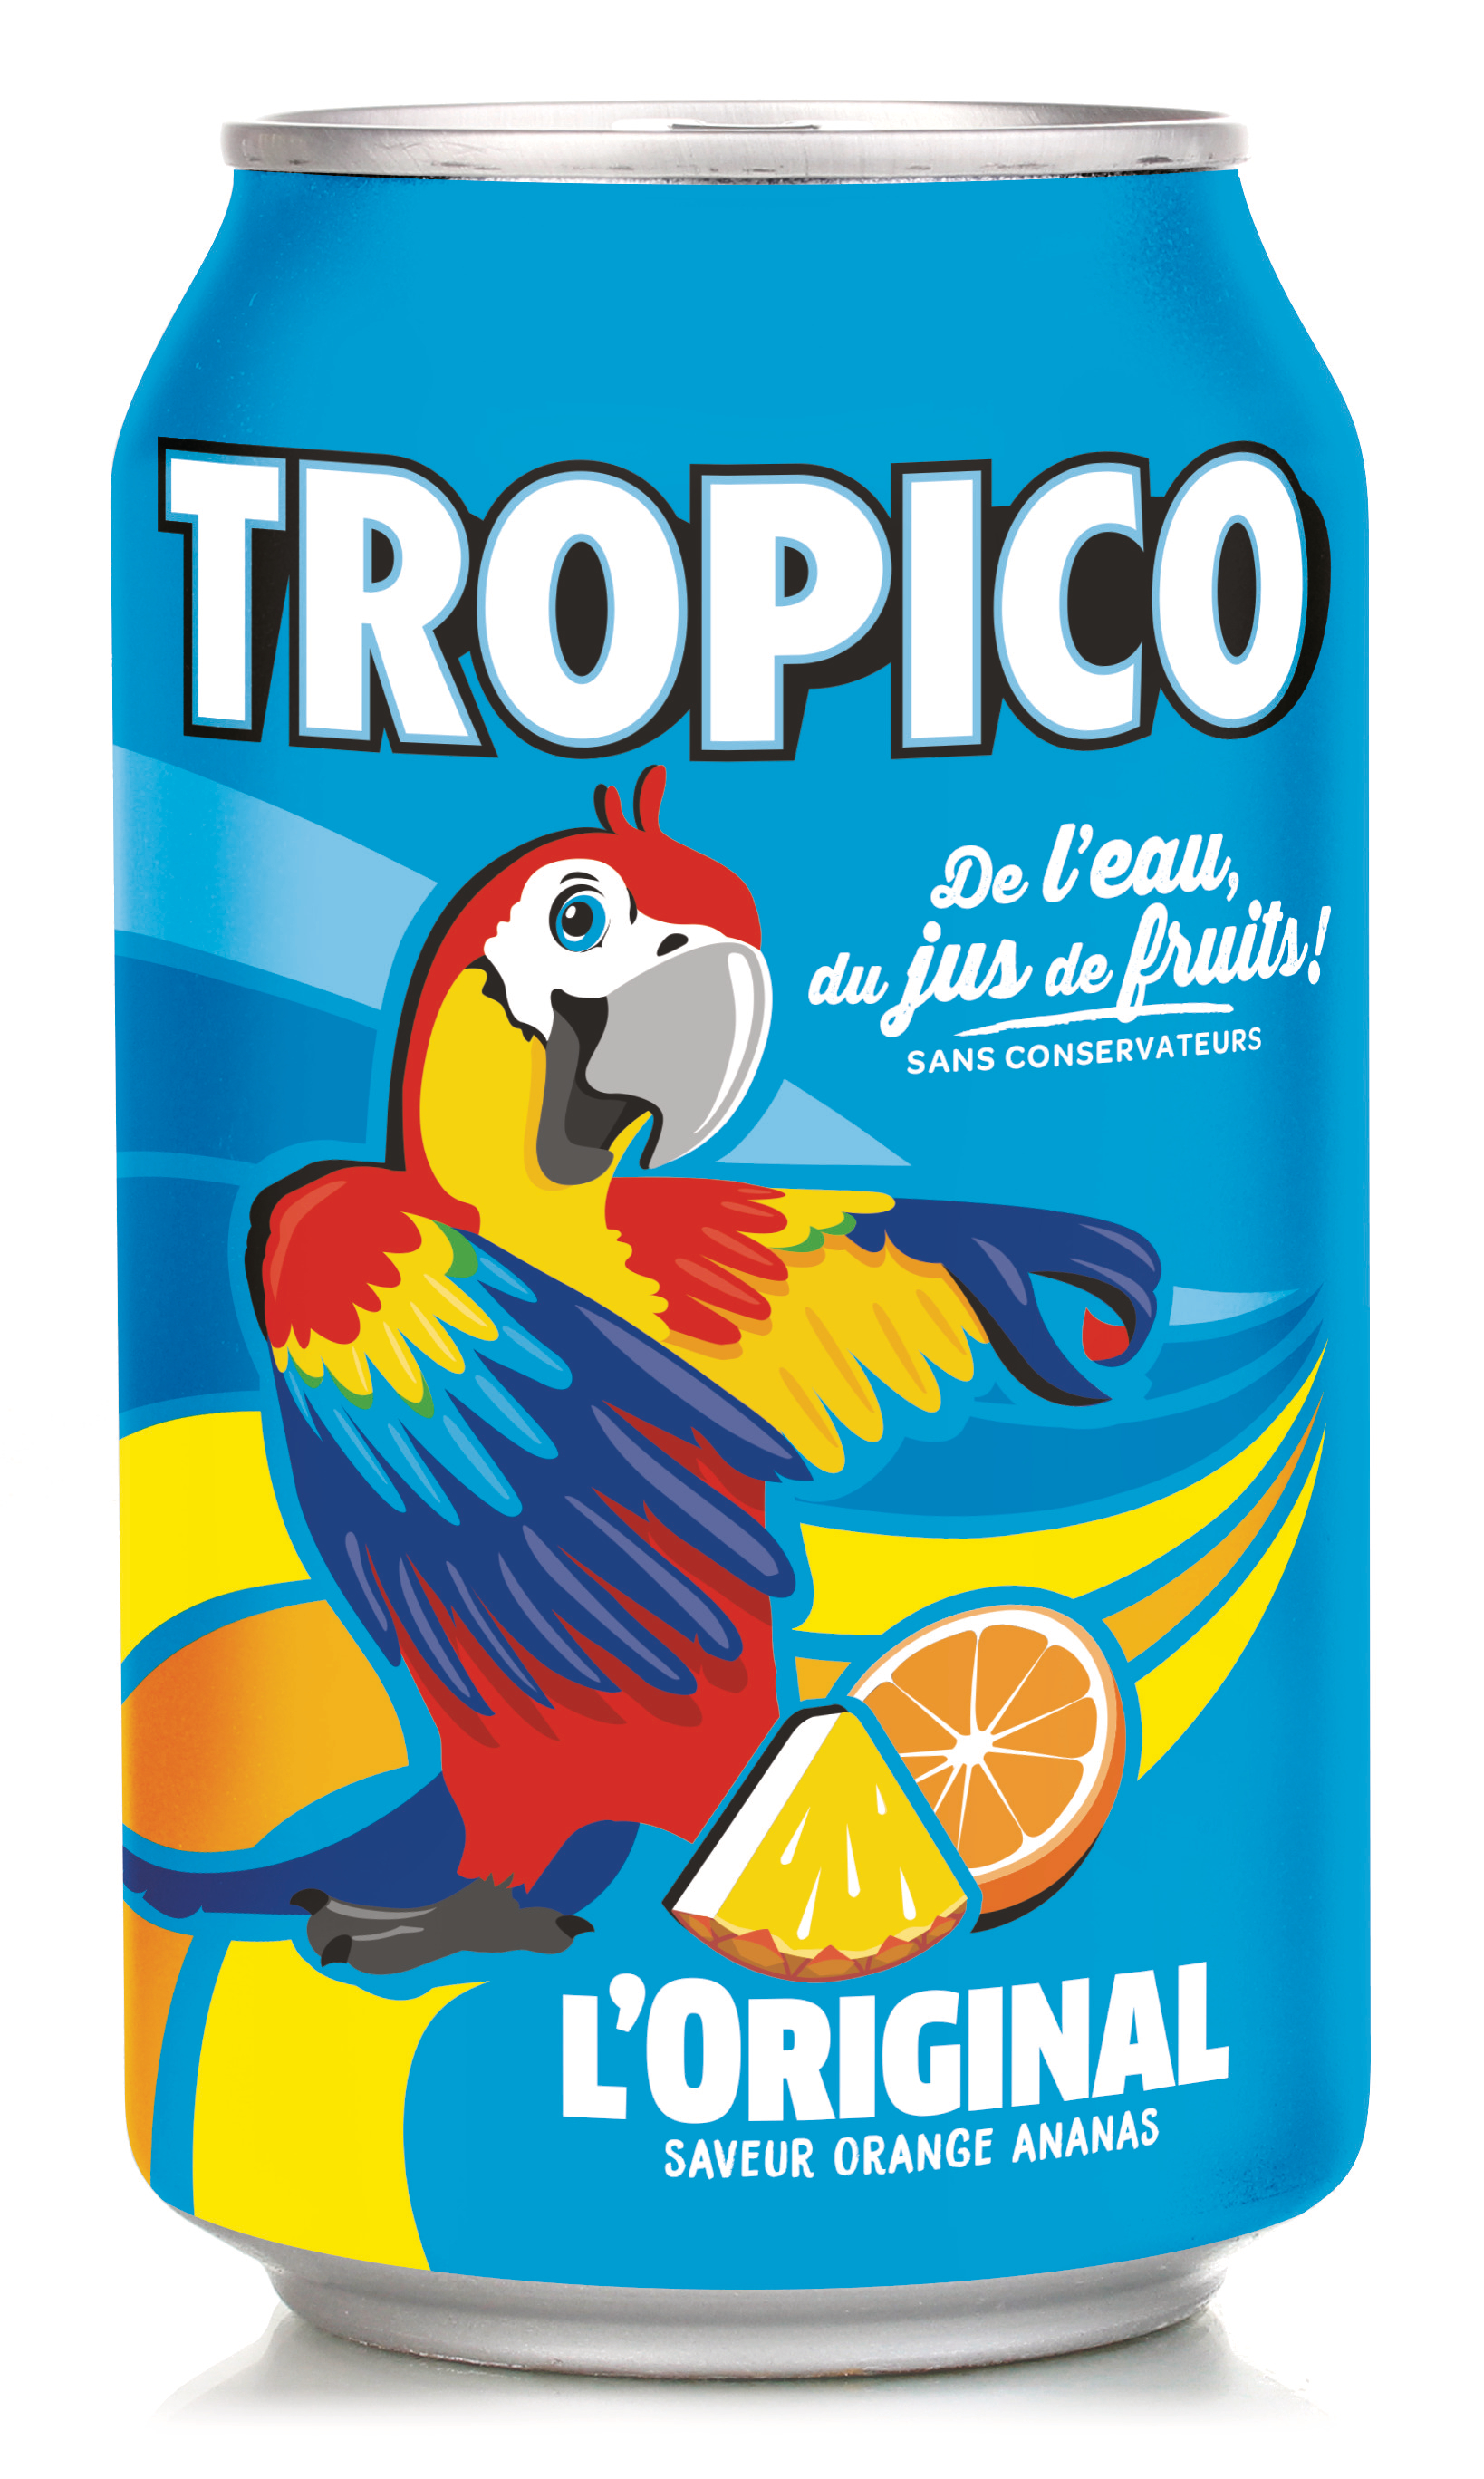 TROPICO
De l'eau,
du jus de fruits!
SANS CONSERVATEURS
L'ORIGINAL
SAVEUR ORANGE ANANAS